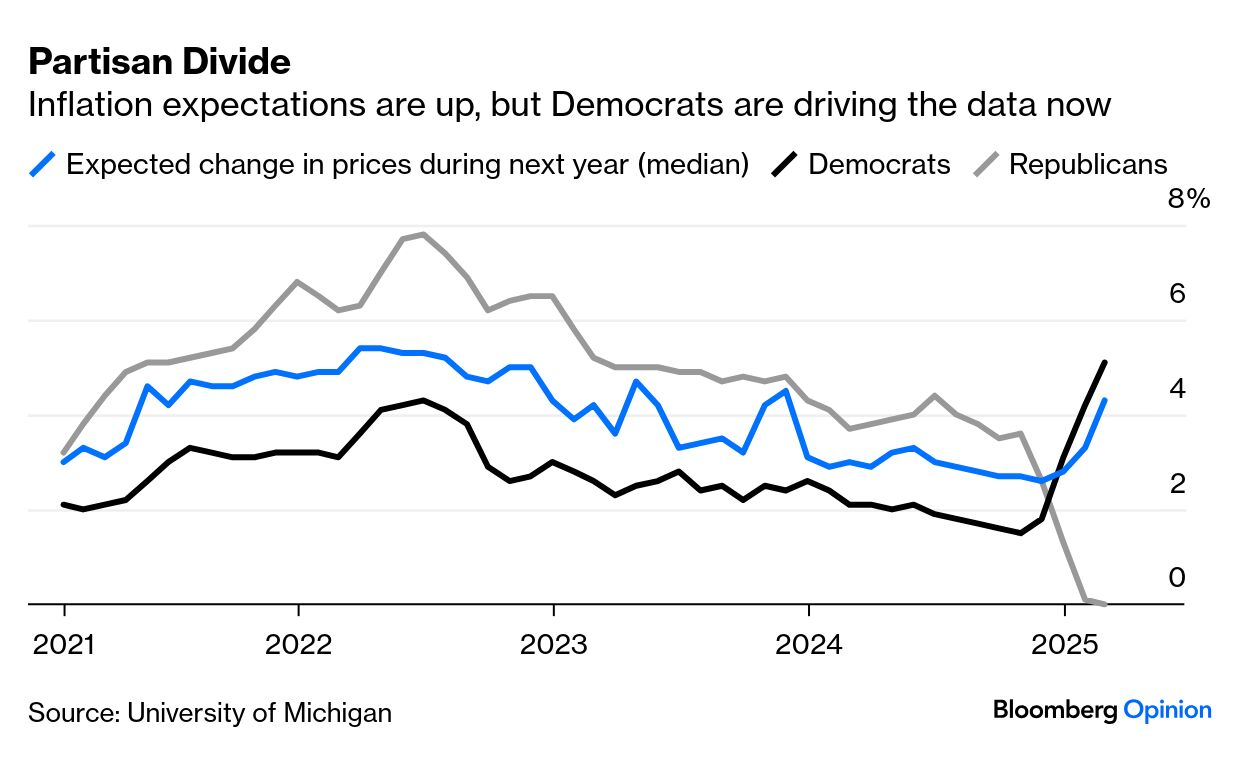 Partisan Divide
Inflation expectations are up, but Democrats are driving the data now
Expected change in prices during next year (median) Democrats Republicans
8%
6
4
2
0
2021 2022 2023 2024 2025
Source: University of Michigan Bloomberg Opinion